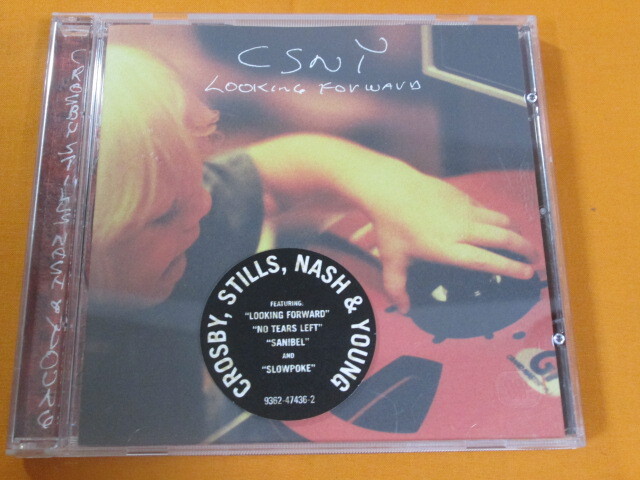 CSNY
LOOKING FORWARD
CROSBY, STILLS, NASH & YOUNG
FEATURING:
"LOOKING FORWARD"
"NO TEARS LEFT"
"SANIBEL"
AND
"SLOWPOKE"
9362-47436-2
CROSBY STILLS NASH & YOUNG